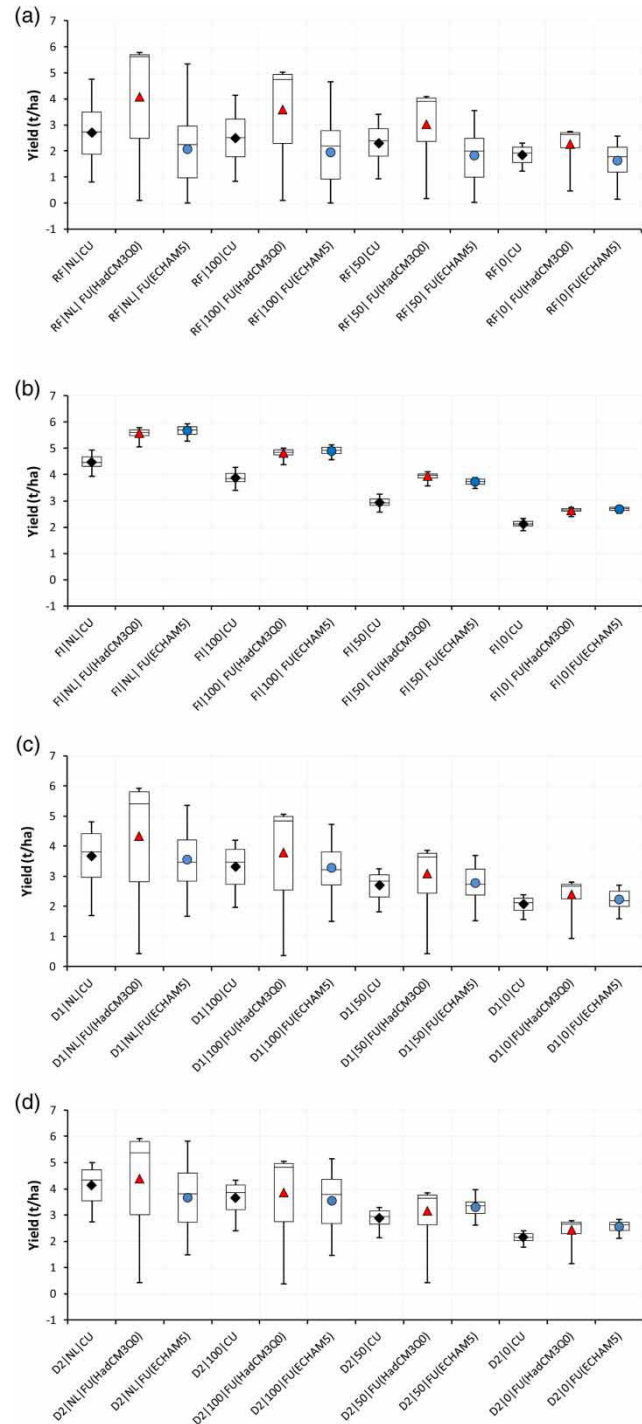 (a)
Yield (t/ha)
7
6
5
4
3
2
1
0
-1
RF|NL|CU
RF|NL| FU(HadCM3Q0)
RF|NL| FU(ECHAM5)
RF|100|CU
RF|100| FU(HadCM3Q0)
RF|100| FU(ECHAM5)
RF|50|CU
RF|50| FU(HadCM3Q0)
RF|50| FU(ECHAM5)
RF|0|CU
RF|0| FU(HadCM3Q0)
RF|0|FU(ECHAM5)
(b)
Yield (t/ha)
7
6
5
4
3
2
1
0
-1
FI|NL|CU
FI|NL| FU(HadCM3Q0)
FI|NL| FU(ECHAM5)
FI|100|CU
FI|100| FU(HadCM3Q0)
FI|100| FU(ECHAM5)
FI|50|CU
FI|50| FU(HadCM3Q0)
FI|50| FU(ECHAM5)
FI|0|CU
FI|0| FU(HadCM3Q0)
FI|0|FU(ECHAM5)
(c)
Yield (t/ha)
7
6
5
4
3
2
1
0
-1
D1|NL|CU
D1|NL|FU(HadCM3Q0)
D1|NL|FU(ECHAM5)
D1|100|CU
D1|100|FU(HadCM3Q0)
D1|100|FU(ECHAM5)
D1|50|CU
D1|50|FU(HadCM3Q0)
D1|50|FU(ECHAM5)
D1|0|CU
D1|0|FU(HadCM3Q0)
D1|0|FU(ECHAM5)
(d)
Yield (t/ha)
7
6
5
4
3
2
1
0
-1
D2|NL|CU
D2|NL|FU(HadCM3Q0)
D2|NL|FU(ECHAM5)
D2|100|CU
D2|100|FU(HadCM3Q0)
D2|100|FU(ECHAM5)
D2|50|CU
D2|50|FU(HadCM3Q0)
D2|50|FU(ECHAM5)
D2|0|CU
D2|0|FU(HadCM3Q0)
D2|0|FU(ECHAM5)